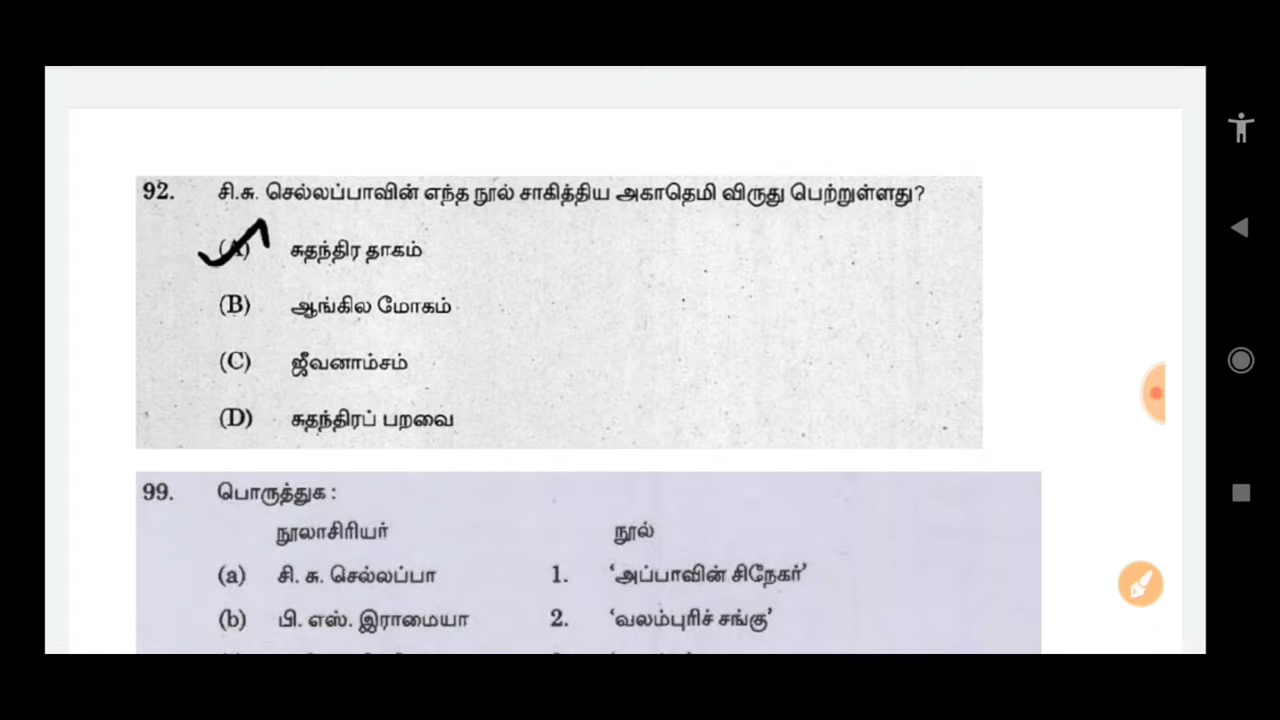 92. சி.சு. செல்லப்பாவின் எந்த நூல் சாகித்திய அகாதெமி விருது பெற்றுள்ளது?
(A) சுதந்திர தாகம்
(B) ஆங்கில மோகம்
(C) ஜீவனாம்சம்
(D) சுதந்திரப் பறவை
99. பொருத்துக :
நூலாசிரியர் நூல்
(a) சி. சு. செல்லப்பா 1. ‘அப்பாவின் சிநேகர்’
(b) பி. எஸ். இராமையா 2. ‘வலம்புரிச் சங்கு’